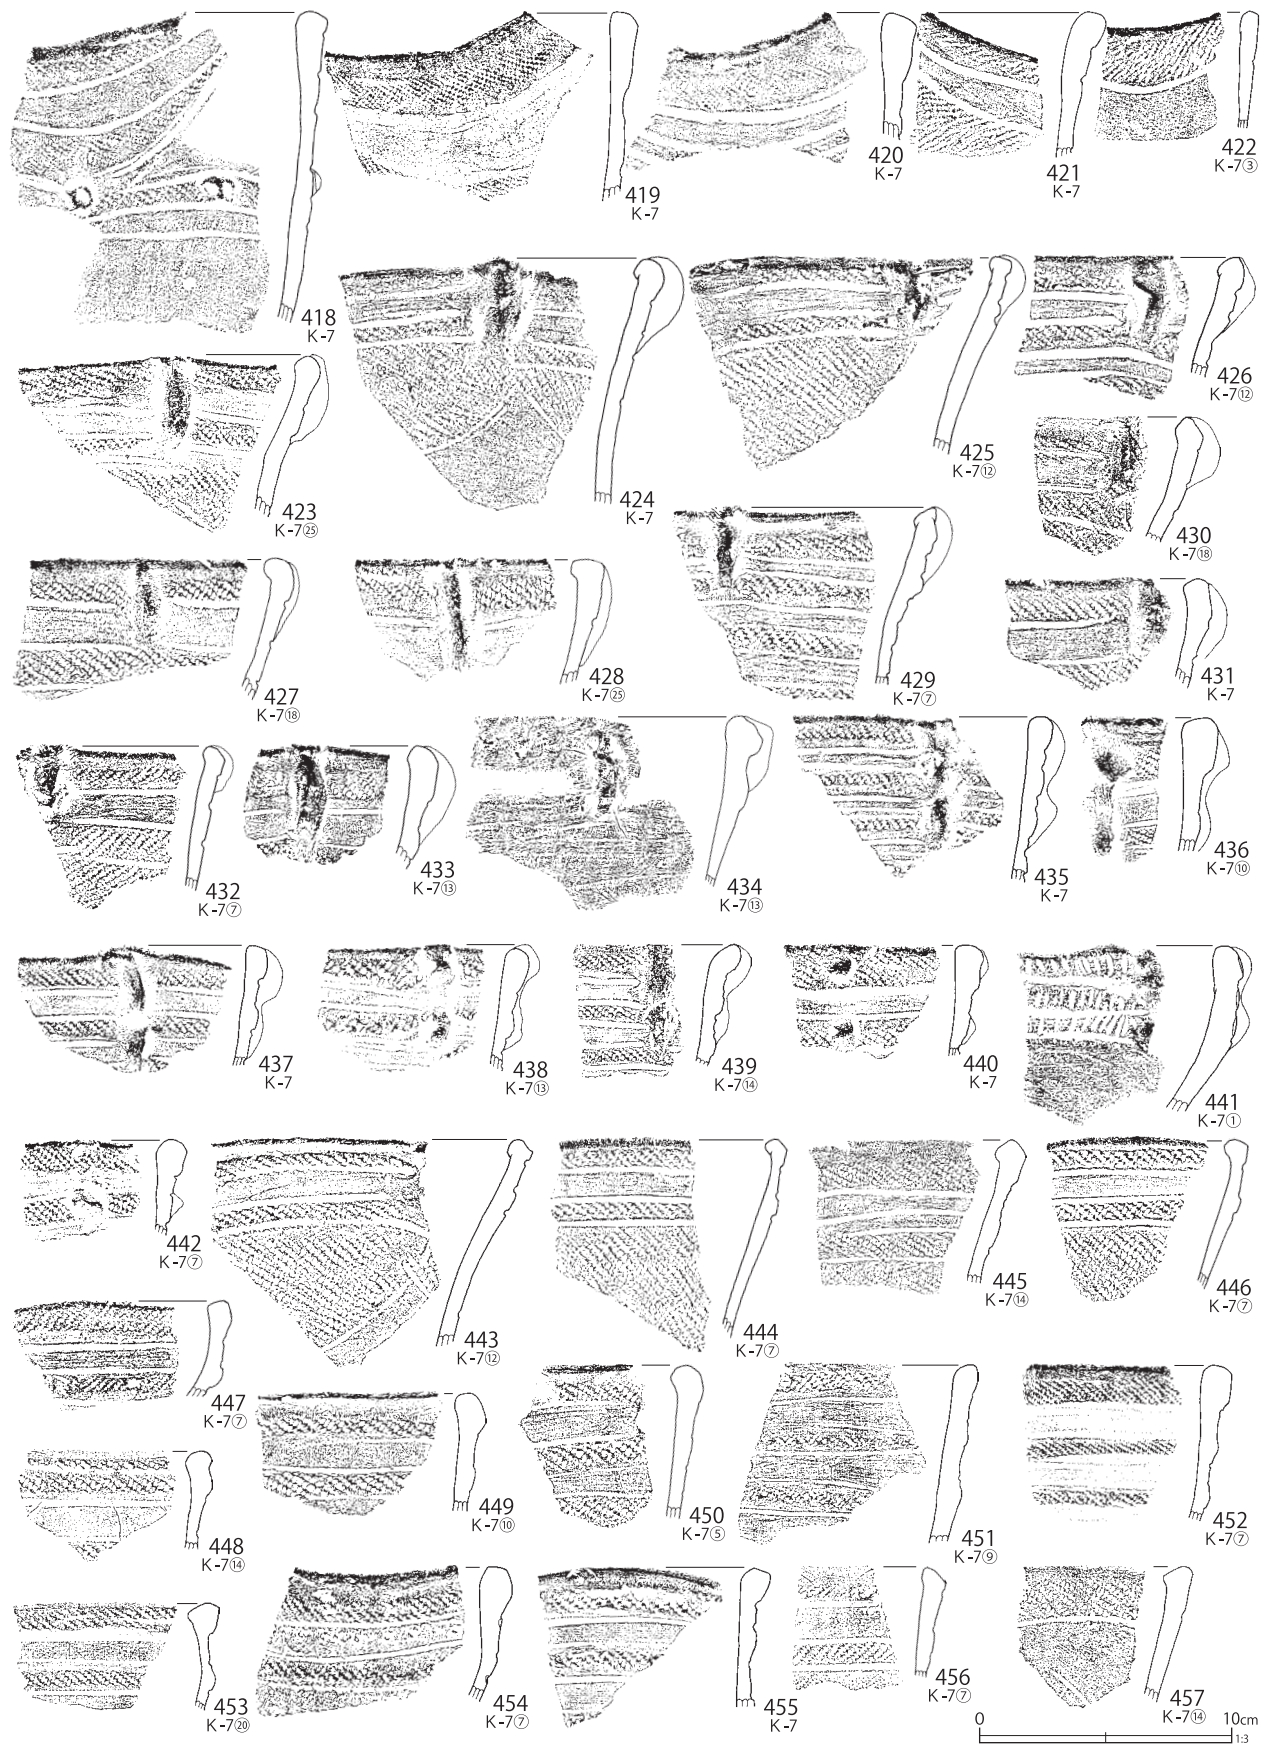 418
K-7
419
K-7
420
K-7
421
K-7
422
K-7③
423
K-7㉕
424
K-7
425
K-7⑫
426
K-7⑫
427
K-7⑱
428
K-7㉕
429
K-7⑦
430
K-7⑱
431
K-7
432
K-7⑦
433
K-7⑬
434
K-7⑬
435
K-7
436
K-7⑩
437
K-7
438
K-7⑬
439
K-7⑭
440
K-7
441
K-7①
442
K-7⑦
443
K-7⑫
444
K-7⑦
445
K-7⑭
446
K-7⑦
447
K-7⑦
448
K-7⑭
449
K-7⑩
450
K-7⑤
451
K-7⑨
452
K-7⑦
453
K-7⑳
454
K-7⑦
455
K-7
456
K-7⑦
457
K-7⑭
0 10cm
1:3